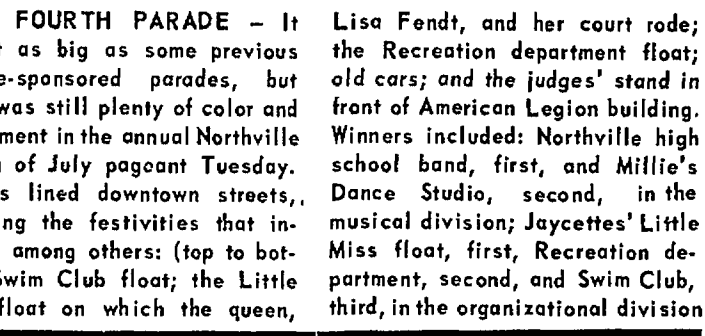 FOURTH PARADE – It
as big as some previous
-sponsored parades, but
was still plenty of color and
ment in the annual Northville
of July pageant Tuesday.
s lined downtown streets,
ng the festivities that in-
among others: (top to bot-
Swim Club float; the Little
float on which the queen,
Lisa Fendt, and her court rode;
the Recreation department float;
old cars; and the judges' stand in
front of American Legion building.
Winners included: Northville high
school band, first, and Millie's
Dance Studio, second, in the
musical division; Jaycettes' Little
Miss float, first, Recreation de-
partment, second, and Swim Club,
third, in the organizational division